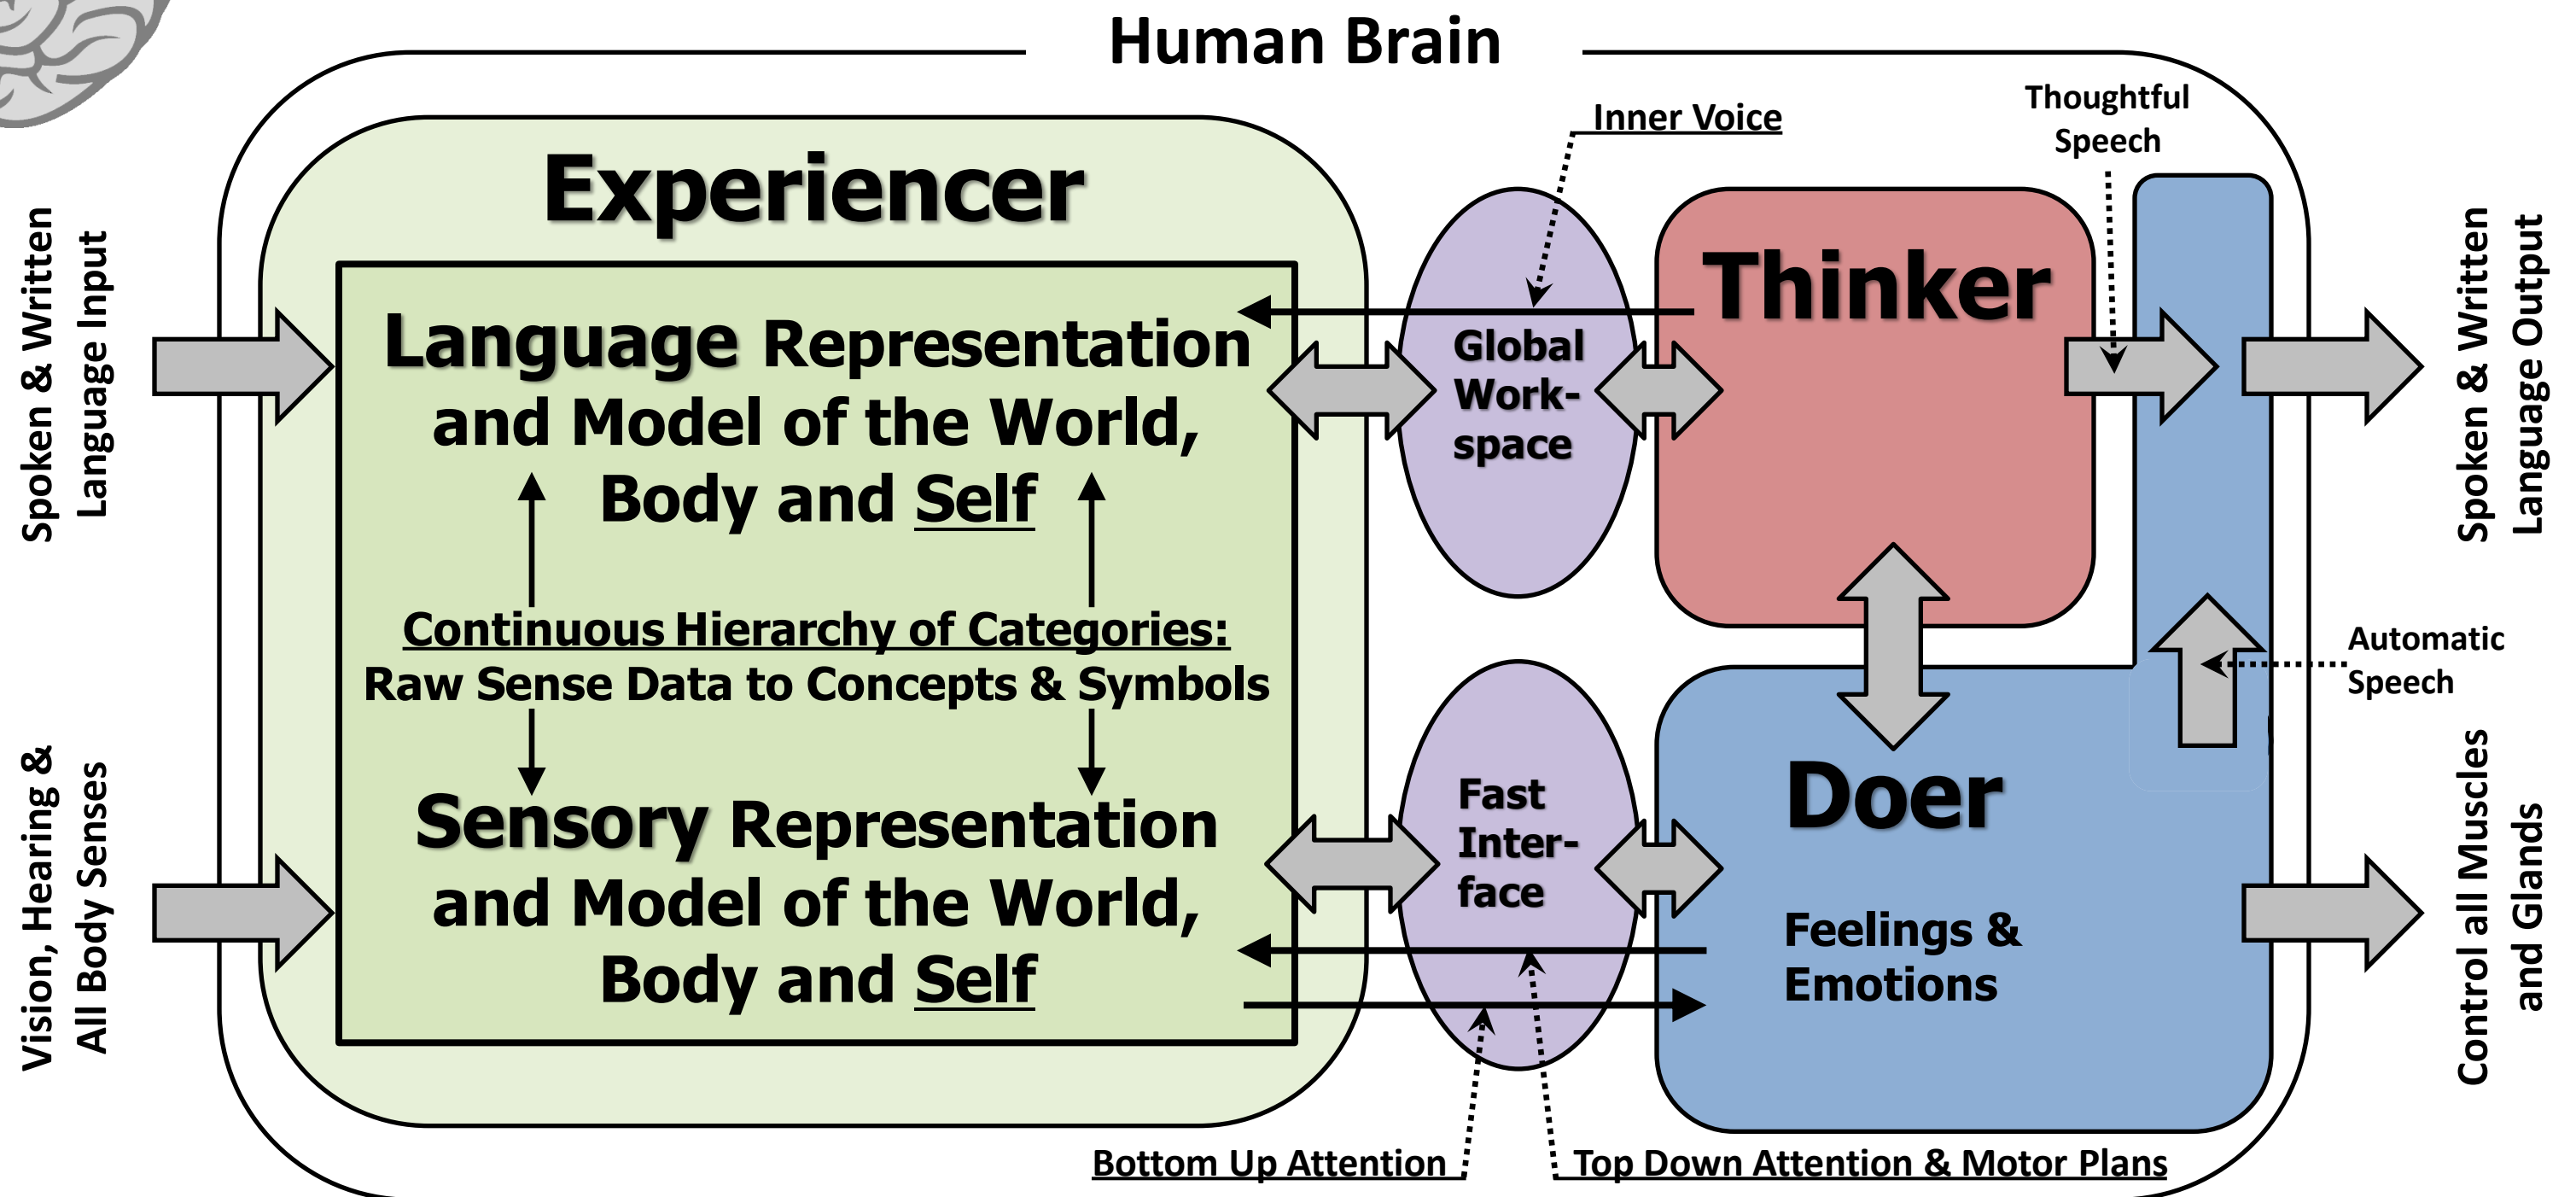 Human Brain
Spoken & Written
Language Input
Vision, Hearing &
All Body Senses
Experiencer
Language Representation
and Model of the World,
Body and Self
Continuous Hierarchy of Categories:
Raw Sense Data to Concepts & Symbols
Sensory Representation
and Model of the World,
Body and Self
Inner Voice
Global
Work-
space
Fast
Inter-
face
Bottom Up Attention
Top Down Attention & Motor Plans
Thinker
Thoughtful
Speech
Doer
Feelings &
Emotions
Automatic
Speech
Spoken & Written
Language Output
Control all Muscles
and Glands